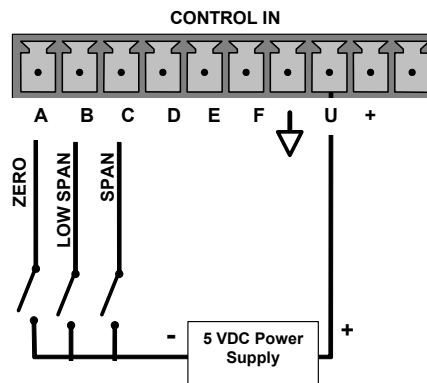 CONTROL IN
A B C D E F U +
ZERO
LOW SPAN
SPAN
- 5 VDC Power +
Supply